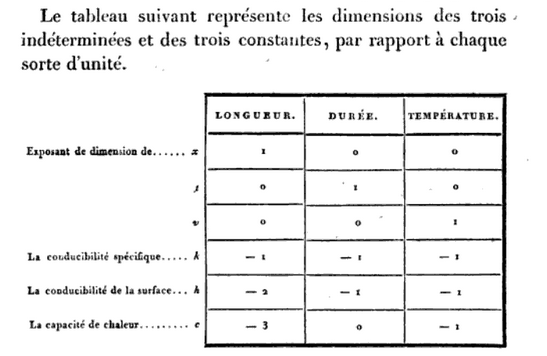 Le tableau suivant représente les dimensions des trois
indéterminées et des trois constantes, par rapport à chaque
sorte d'unité.
LONGUEUR. DURÉE. TEMPÉRATURE.
Exposant de dimension de...... x 1 0 0
t 0 1 0
v 0 0 1
La conducibilité spécifique..... k — 1 — 1 — 1
La conducibilité de la surface... h — 2 — 1 — 1
La capacité de chaleur......... c — 3 0 — 1